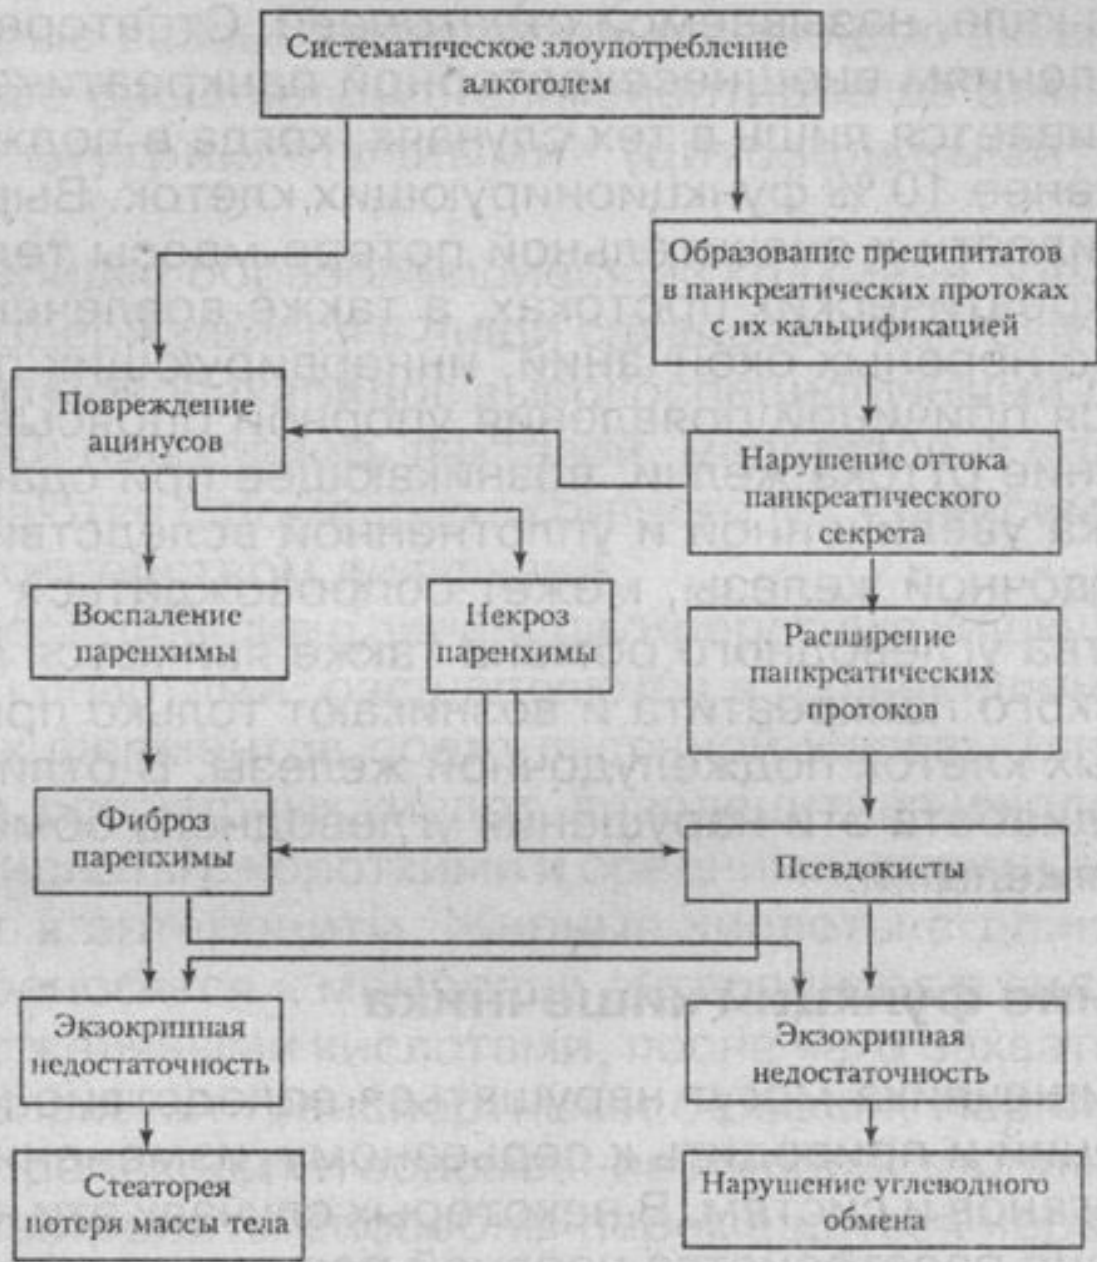 Систематическое злоупотребление
алкоголем
Образование преципитатов
в панкреатических протоках
с их кальцификацией
Повреждение
ацинусов
Нарушение оттока
панкреатического
секрета
Воспаление
паренхимы
Некроз
паренхимы
Расширение
панкреатических
протоков
Фиброз
паренхимы
Псевдокисты
Экзокринная
недостаточность
Экзокринная
недостаточность
Стеаторея
потеря массы тела
Нарушение углеводного
обмена